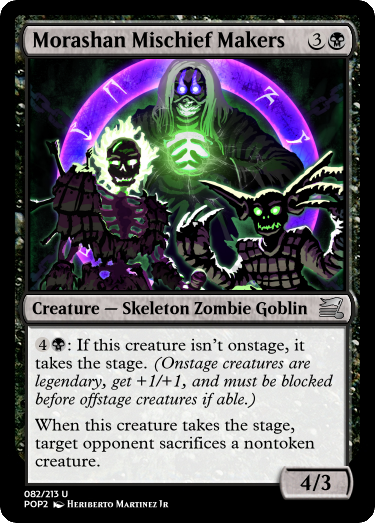 Morashan Mischief Makers 3
Creature — Skeleton Zombie Goblin
4: If this creature isn't onstage, it
takes the stage. (Onstage creatures are
legendary, get +1/+1, and must be blocked
before offstage creatures if able.)
When this creature takes the stage,
target opponent sacrifices a nontoken
creature.
4/3
082/213 U
POP2 Heriberto Martinez Jr